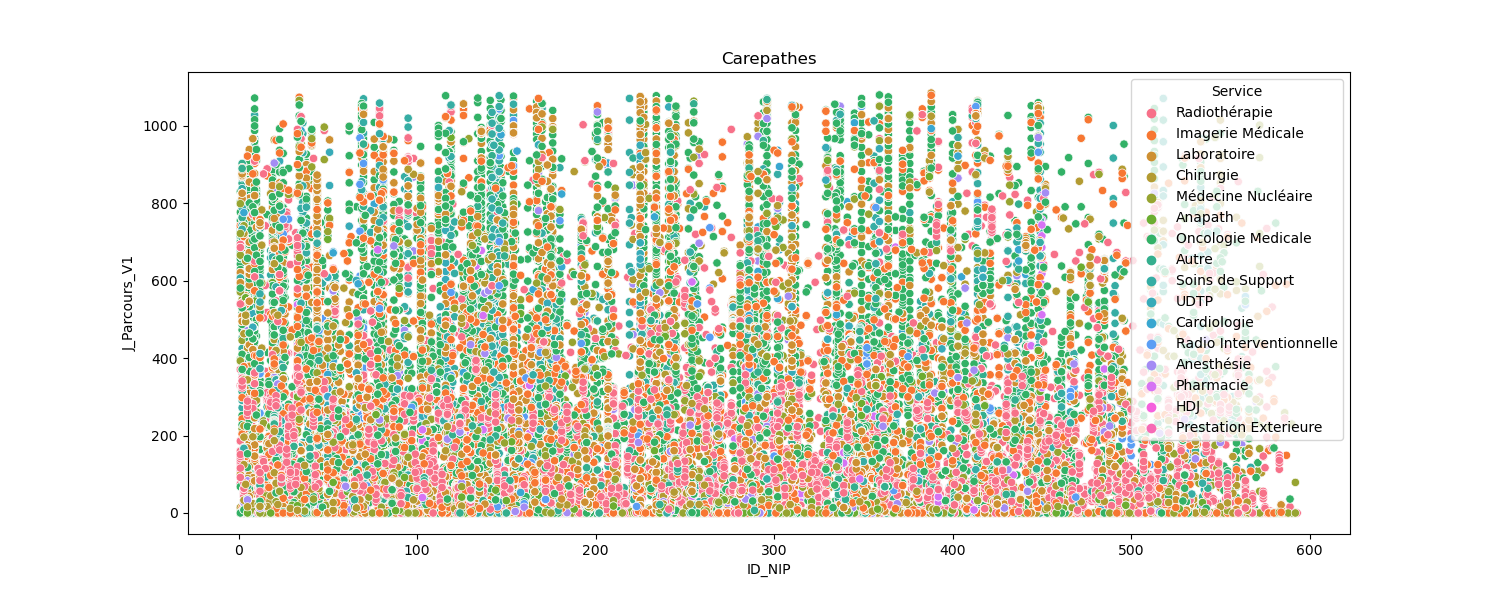 Carepathes
Service
Radiothérapie
Imagerie Médicale
Laboratoire
Chirurgie
Médecine Nucléaire
Anapath
Oncologie Medicale
Autre
Soins de Support
UDTP
Cardiologie
Radio Interventionnelle
Anesthésie
Pharmacie
HDJ
Prestation Exterieure
J_Parcours_V1
1000
800
600
400
200
0
0 100 200 300 400 500 600
ID_NIP